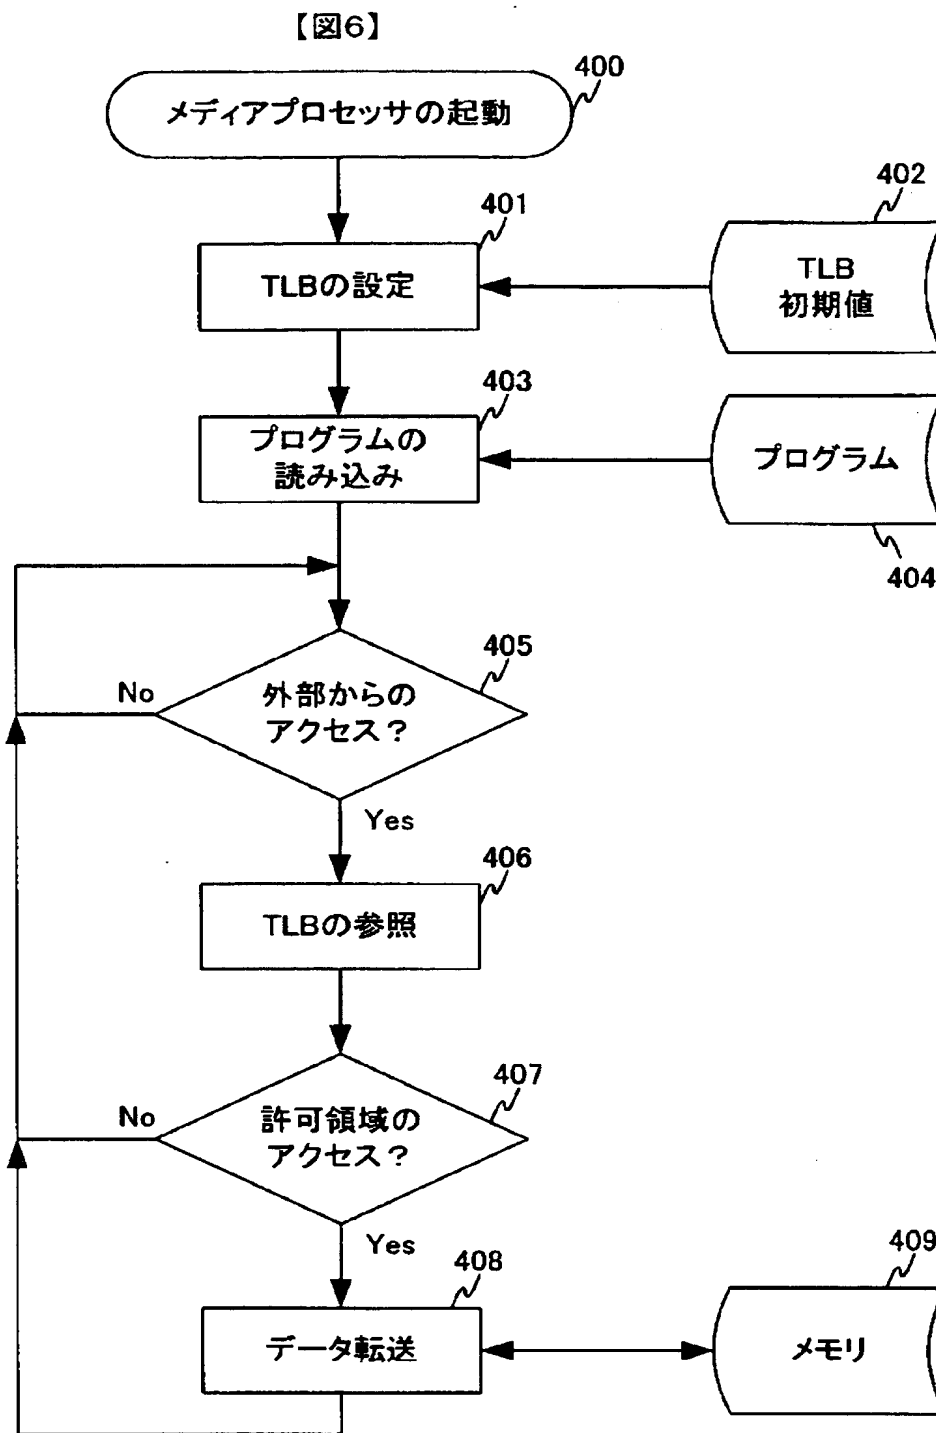 【図6】
400
メディアプロセッサの起動
402
401
TLBの設定
TLB
初期値
403
プログラムの
読み込み
プログラム
404
405
外部からの
アクセス？
No
Yes
406
TLBの参照
407
許可領域の
アクセス？
No
Yes
408
409
データ転送
メモリ